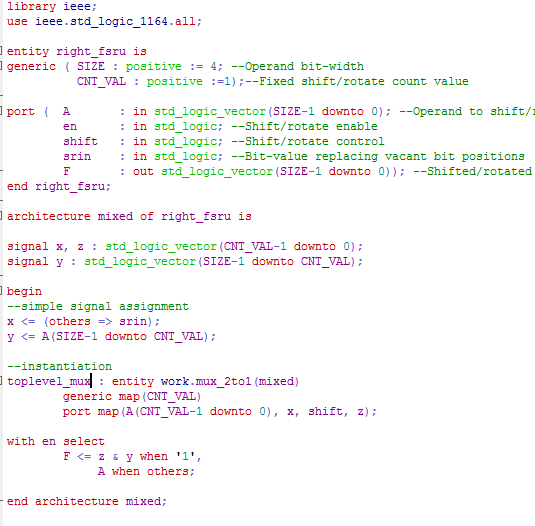 library ieee;
use ieee.std_logic_1164.all;
entity right_fsru is
generic ( SIZE : positive := 4; --Operand bit-width
CNT_VAL : positive :=1);--Fixed shift/rotate count value
port ( A : in std_logic_vector(SIZE-1 downto 0); --Operand to shift/
en : in std_logic; --Shift/rotate enable
shift : in std_logic; --Shift/rotate control
srin : in std_logic; --Bit-value replacing vacant bit positions
F : out std_logic_vector(SIZE-1 downto 0)); --Shifted/rotated
end right_fsru;
architecture mixed of right_fsru is
signal x, z : std_logic_vector(CNT_VAL-1 downto 0);
signal y : std_logic_vector(SIZE-1 downto CNT_VAL);
begin
--simple signal assignment
x <= (others => srin);
y <= A(SIZE-1 downto CNT_VAL);
--instantiation
toplevel_mux : entity work.mux_2to1(mixed)
generic map(CNT_VAL)
port map(A(CNT_VAL-1 downto 0), x, shift, z);
with en select
F <= z & y when '1',
A when others;
end architecture mixed;